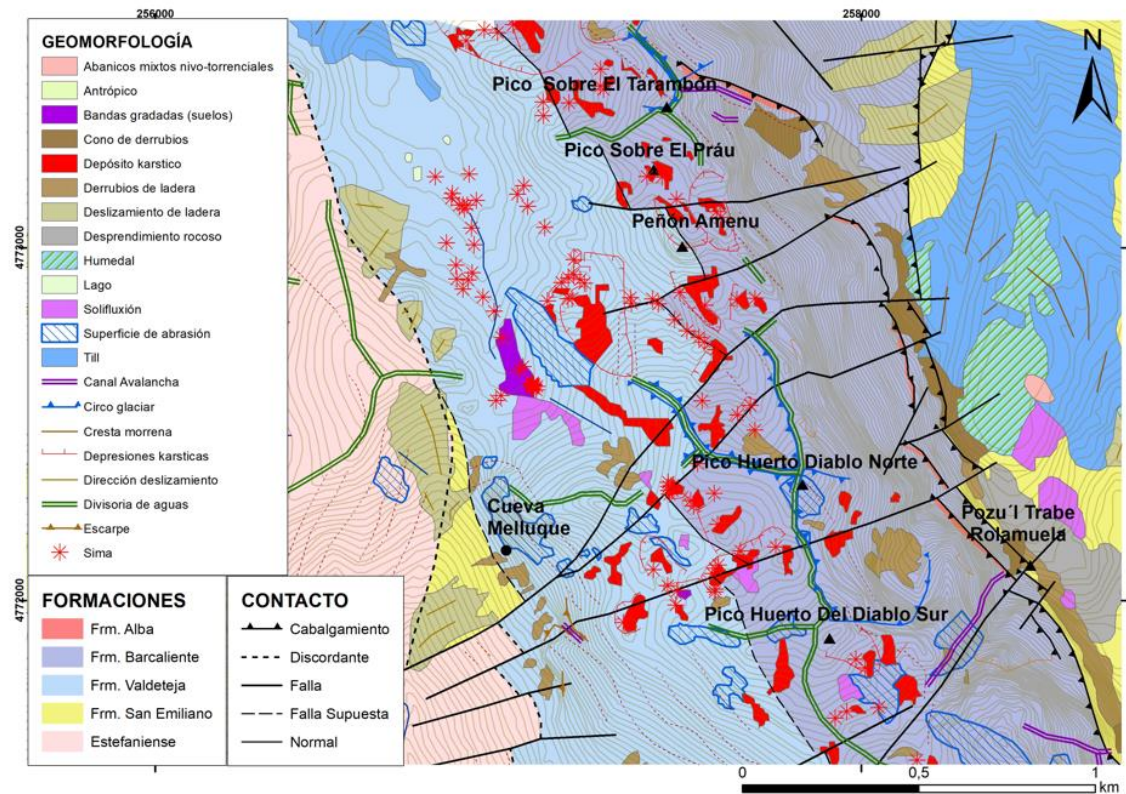 256000
258000
GEOMORFOLOGÍA
Abanicos mixtos nivo-torrenciales
Antrópico
Bandas gradadas (suelos)
Cono de derrubios
Depósito karstico
Derrubios de ladera
Deslizamiento de ladera
Desprendimiento rocoso
Humedal
Lago
Solifluxión
Superficie de abrasión
Till
Canal Avalancha
Circo glaciar
Cresta morrena
Depresiones karsticas
Dirección deslizamiento
Divisoria de aguas
Escarpe
Sima
FORMACIONES
Frm. Alba
Frm. Barcaliente
Frm. Valdeteja
Frm. San Emiliano
Estefaniense
CONTACTO
Cabalgamiento
Discordante
Falla
Falla Supuesta
Normal
4773000
4772000
N
Pico Sobre El Tarambón
Pico Sobre El Práu
Peñón Amenu
Pico Huerto Diablo Norte
Cueva
Melluque
Pozu´l Trabe
Rolamuela
Pico Huerto Del Diablo Sur
0
0,5
1
km